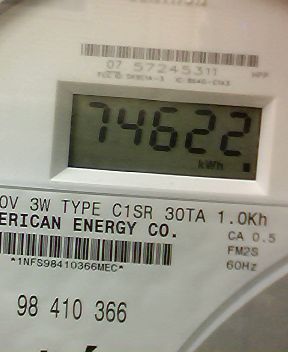 07 57245311 HPP
74622
kWh
0V 3W TYPE C1SR 30TA 1.0Kh
ERICAN ENERGY CO.
CA 0.5
FM2S
*1NFS98410366MEC*
60Hz
98 410 366